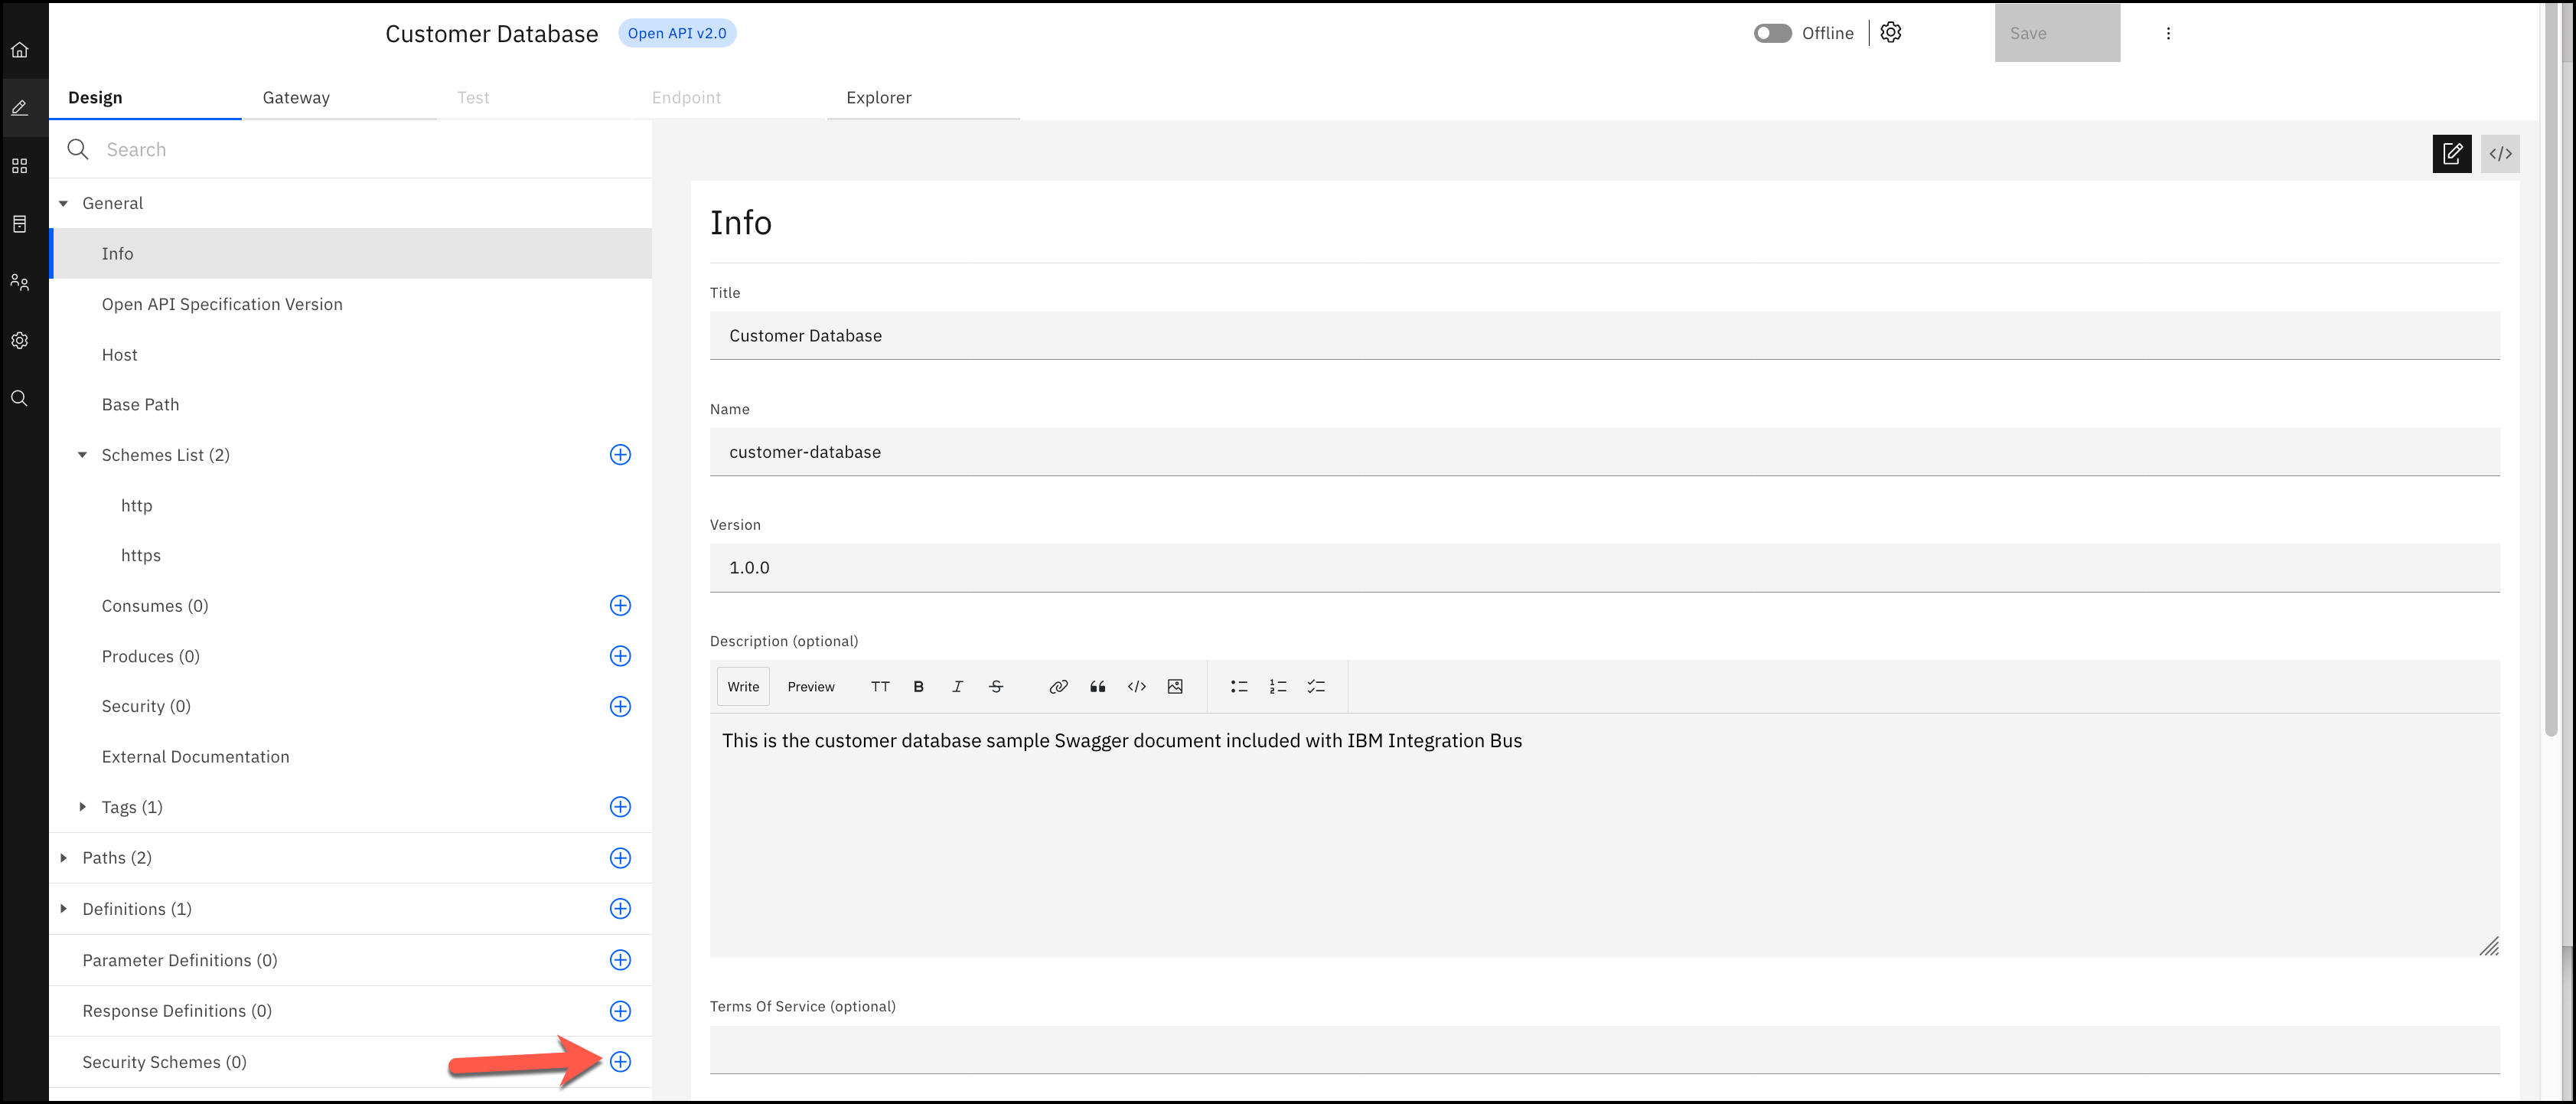 Customer Database
Open API v2.0
Offline
Save
Design
Gateway
Test
Endpoint
Explorer
Search
General
Info
Open API Specification Version
Host
Base Path
Schemes List (2)
http
https
Consumes (0)
Produces (0)
Security (0)
External Documentation
Tags (1)
Paths (2)
Definitions (1)
Parameter Definitions (0)
Response Definitions (0)
Security Schemes (0)
Info
Title
Customer Database
Name
customer-database
Version
1.0.0
Description (optional)
Write Preview TT B I S
This is the customer database sample Swagger document included with IBM Integration Bus
Terms Of Service (optional)